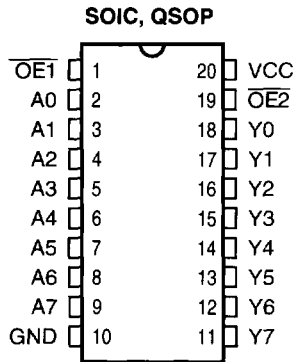 SOIC, QSOP
OE1 1 20 VCC
A0 2 19 OE2
A1 3 18 Y0
A2 4 17 Y1
A3 5 16 Y2
A4 6 15 Y3
A5 7 14 Y4
A6 8 13 Y5
A7 9 12 Y6
GND 10 11 Y7